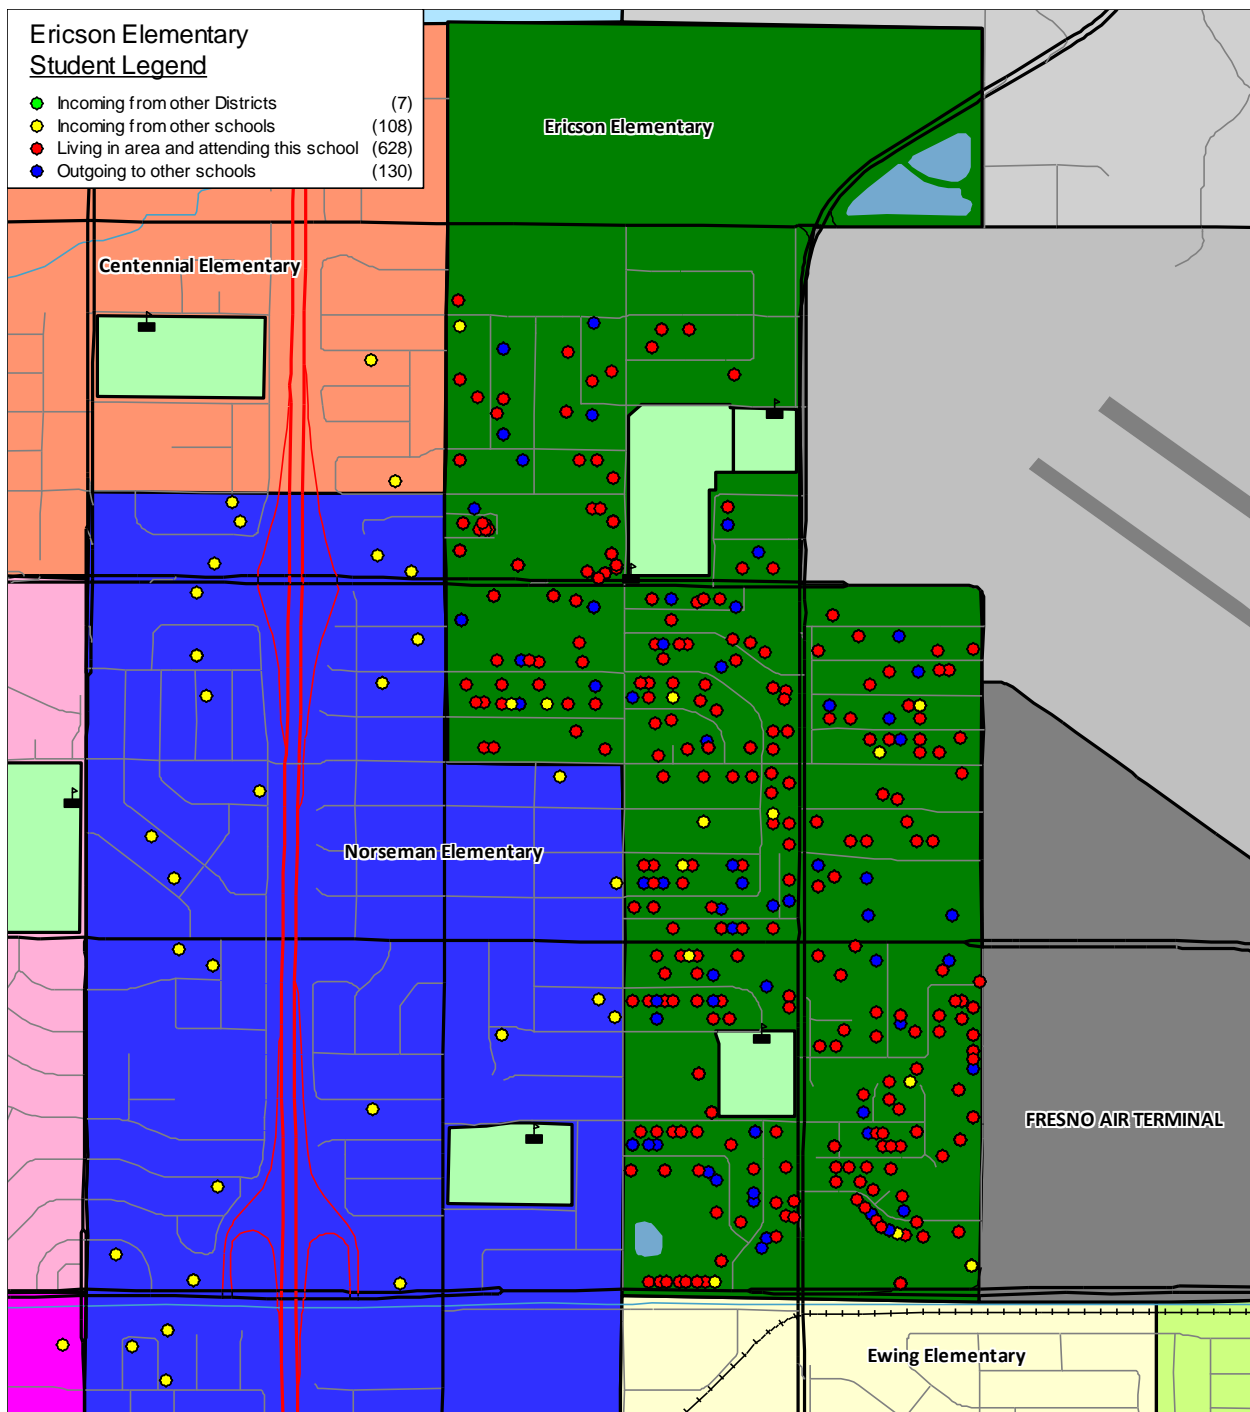 Ericson Elementary
Student Legend
Incoming from other Districts (7)
Incoming from other schools (108)
Living in area and attending this school (628)
Outgoing to other schools (130)
Ericson Elementary
Centennial Elementary
Norseman Elementary
FRESNO AIR TERMINAL
Ewing Elementary